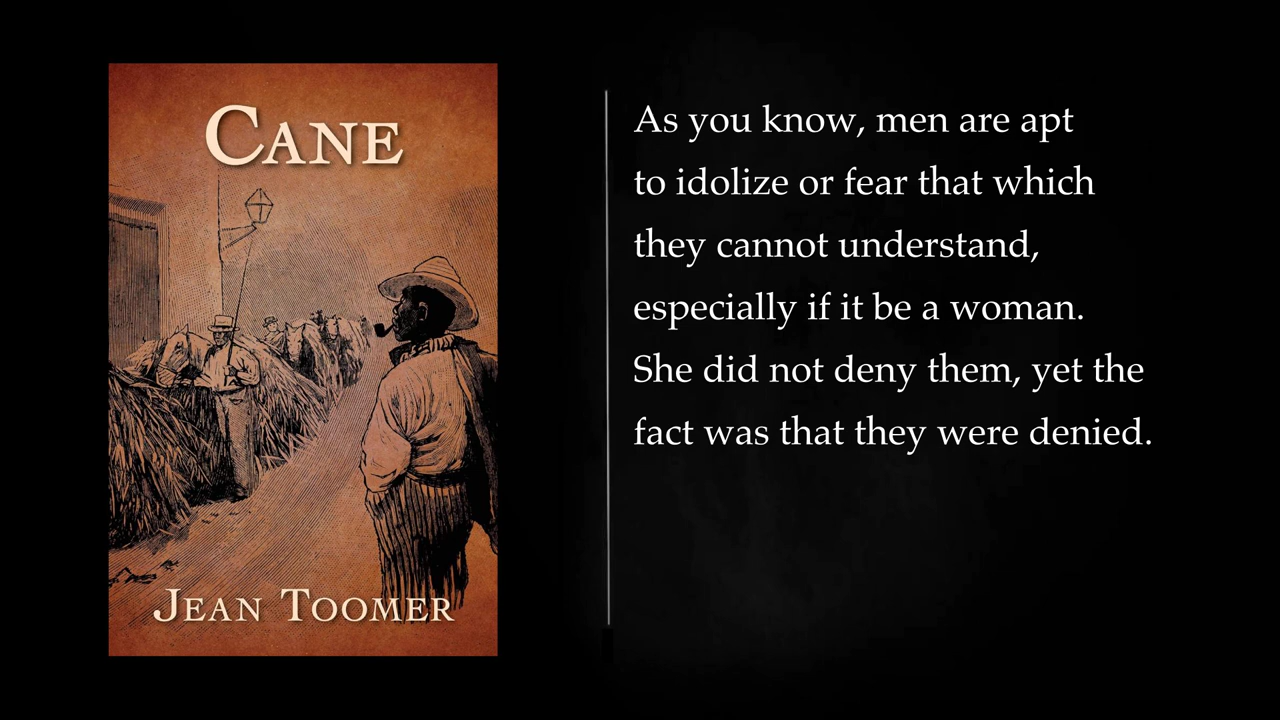 CANE
JEAN TOOMER
As you know, men are apt
to idolize or fear that which
they cannot understand,
especially if it be a woman.
She did not deny them, yet the
fact was that they were denied.